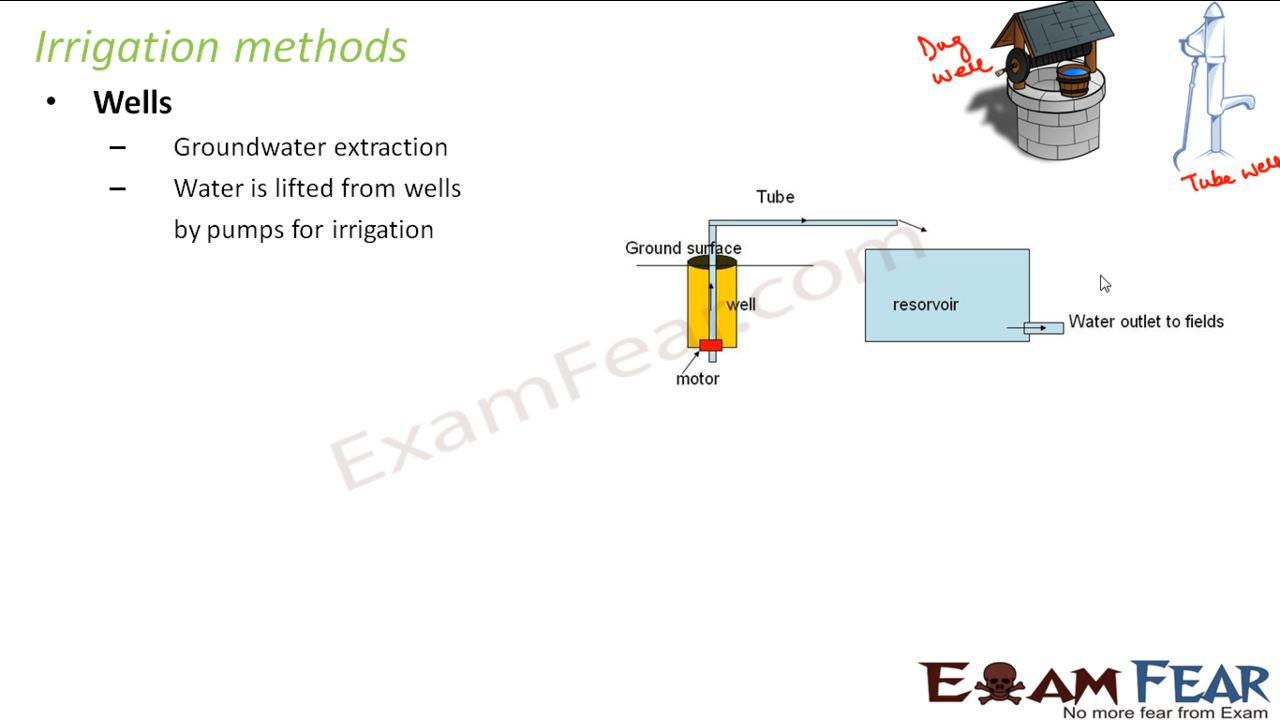 Irrigation methods
• Wells
– Groundwater extraction
– Water is lifted from wells
by pumps for irrigation
Dug
well
Tube well
Tube
Ground surface
well
resorvoir
Water outlet to fields
motor
ExamFear.com
EXAM FEAR
No more fear from Exam